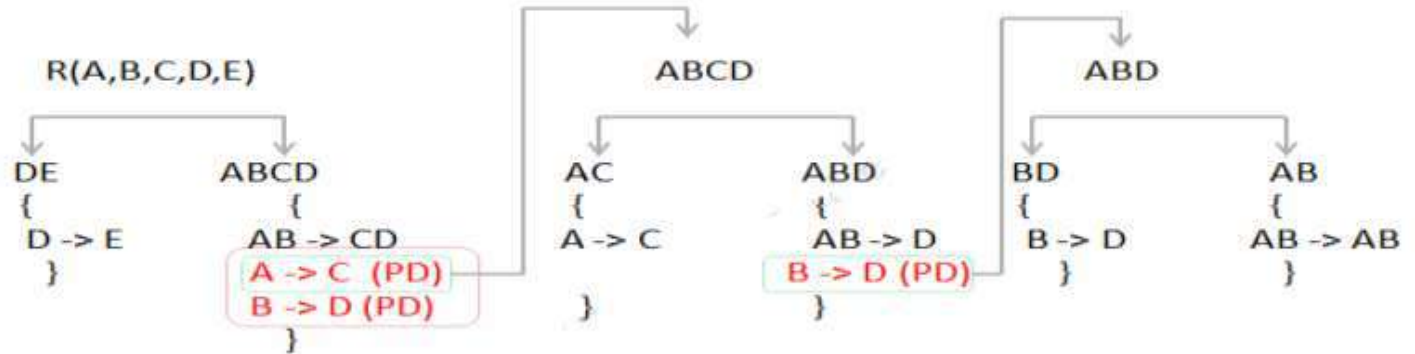 R(A,B,C,D,E)
ABCD
ABD
DE
ABCD
AC
ABD
BD
AB
{
{
{
{
{
{
D -> E
AB -> CD
A -> C
AB -> D
B -> D
AB -> AB
}
A -> C (PD)
B -> D (PD)
}
}
B -> D (PD)
}
}
}